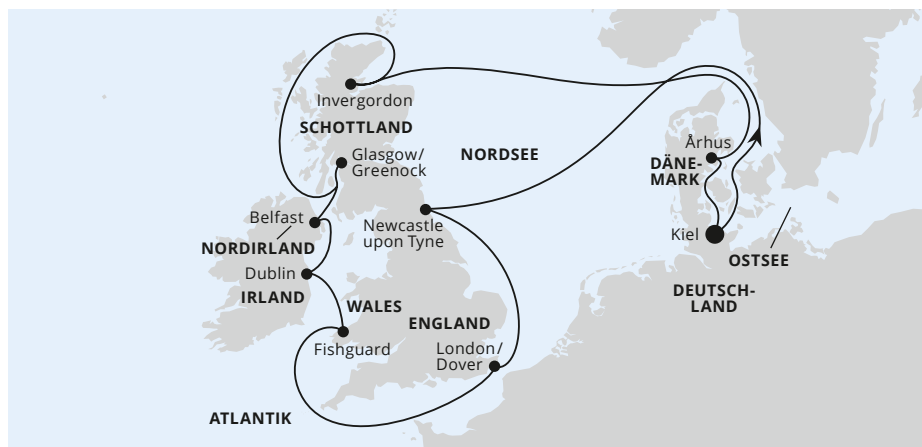 Invergordon
SCHOTTLAND
Glasgow/
Greenock
NORDSEE
Århus
DÄNE-
MARK
Belfast
NORDIRLAND
Newcastle
upon Tyne
Kiel
OSTSEE
Dublin
IRLAND
DEUTSCH-
LAND
WALES
ENGLAND
Fishguard
London/
Dover
ATLANTIK